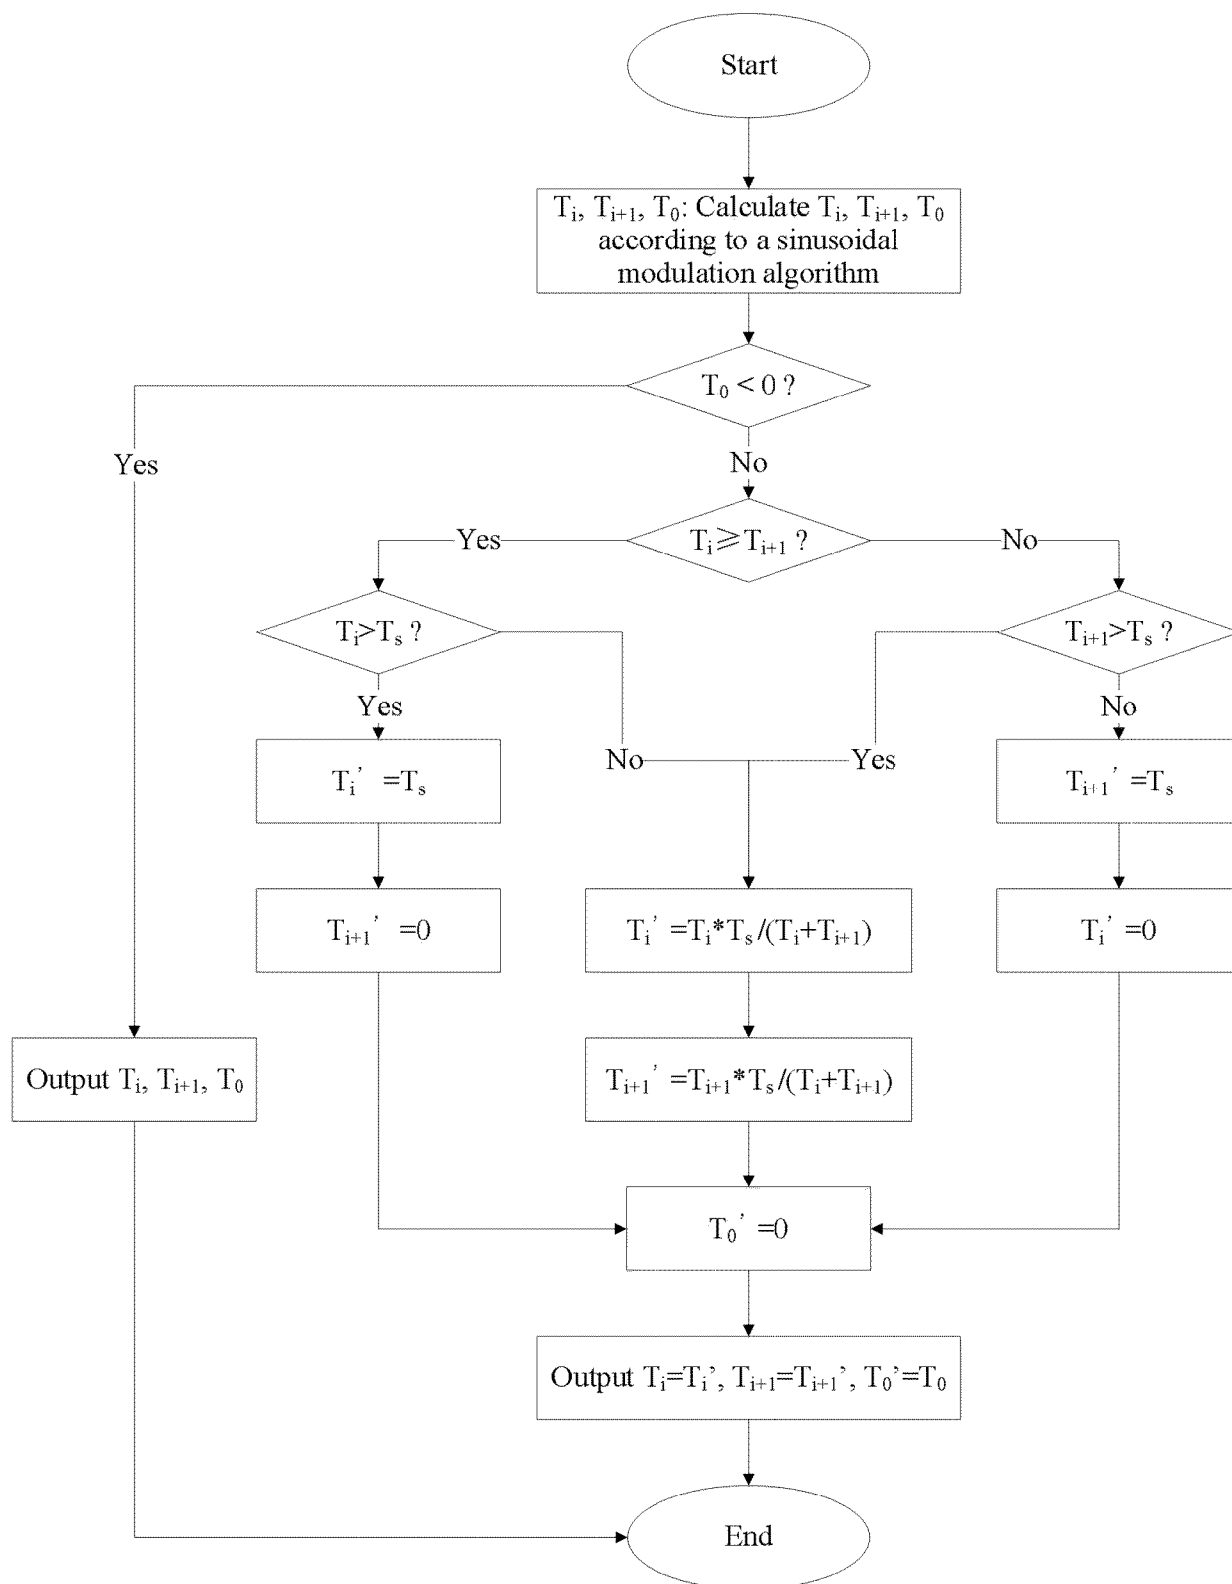 Start
Tᵢ, Tᵢ₊₁, T₀: Calculate Tᵢ, Tᵢ₊₁, T₀
according to a sinusoidal
modulation algorithm
T₀ < 0 ?
Yes
No
Tᵢ⩾Tᵢ₊₁ ?
Yes
No
Tᵢ>Tₛ ?
Tᵢ₊₁>Tₛ ?
Yes
No
No
Yes
Tᵢ’ =Tₛ
Tᵢ₊₁’ =Tₛ
Tᵢ₊₁’ =0
Tᵢ’ =Tᵢ*Tₛ/(Tᵢ+Tᵢ₊₁)
Tᵢ’ =0
Output Tᵢ, Tᵢ₊₁, T₀
Tᵢ₊₁’ =Tᵢ₊₁*Tₛ/(Tᵢ+Tᵢ₊₁)
T₀’ =0
Output Tᵢ=Tᵢ’, Tᵢ₊₁=Tᵢ₊₁’, T₀’=T₀
End